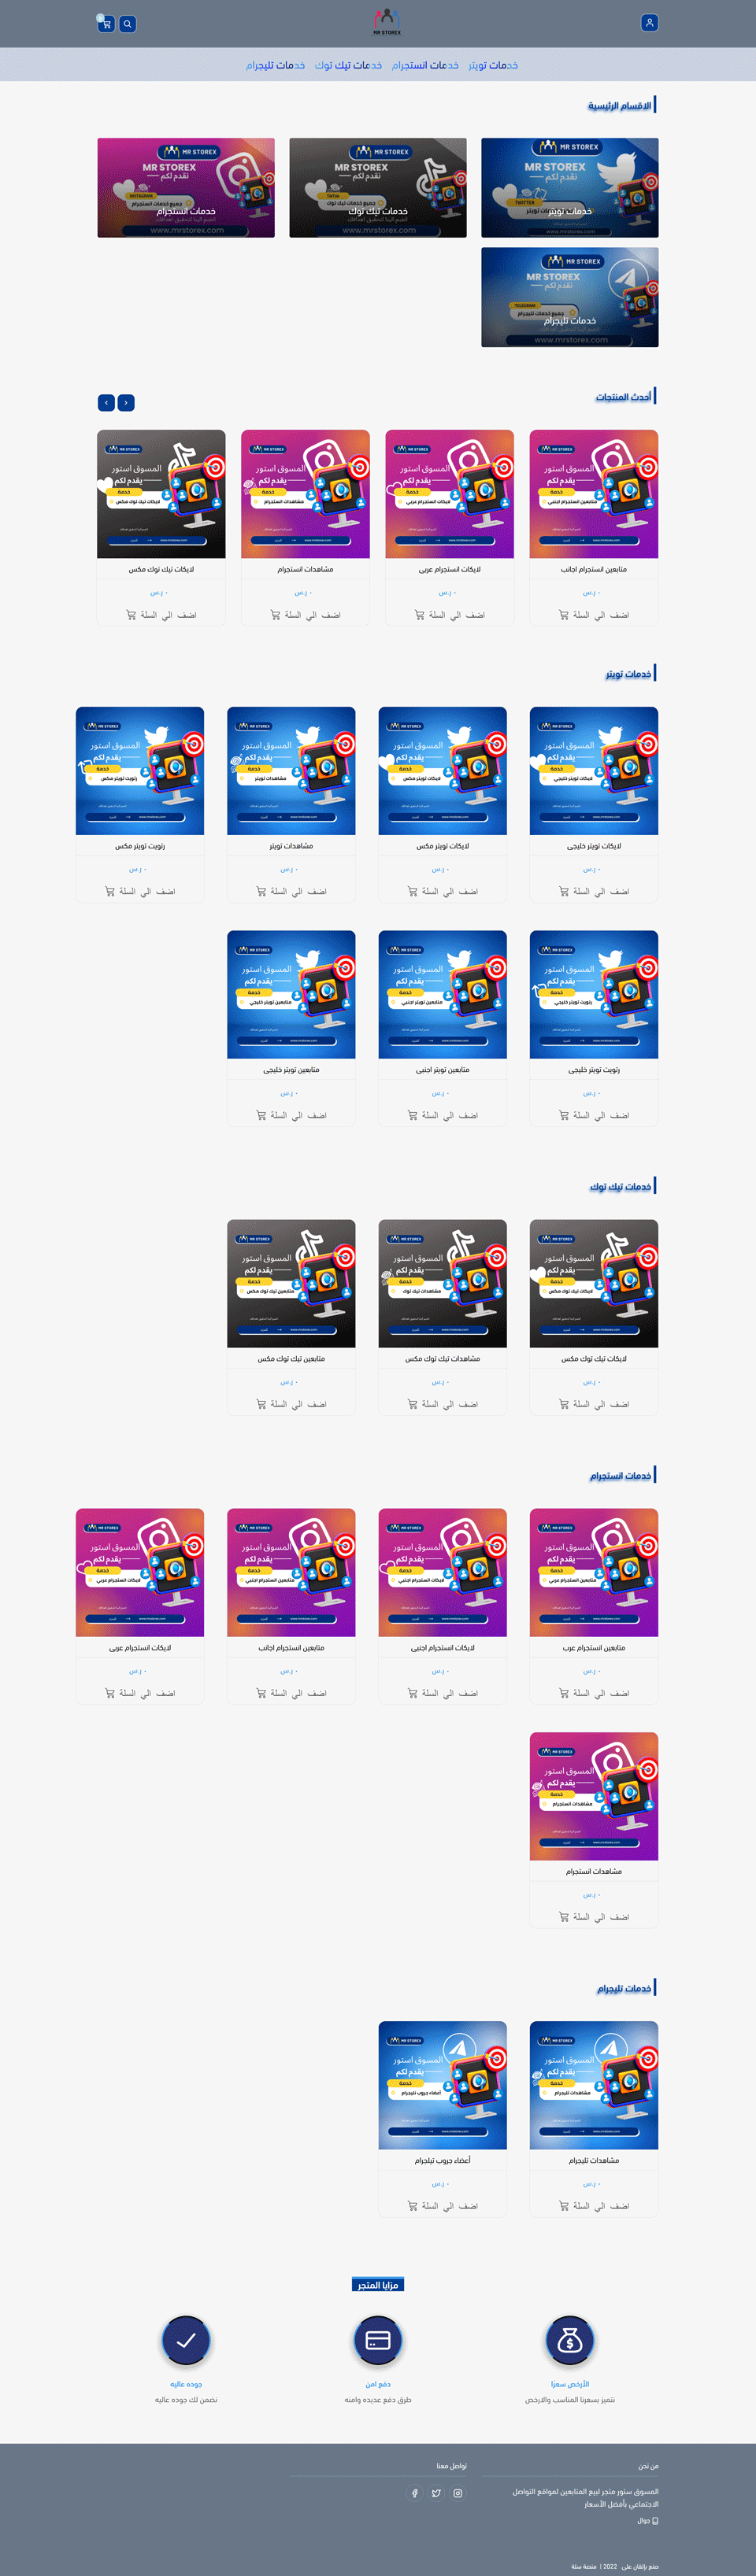 MR STOREX
خدمات تويتر
خدمات انستجرام
خدمات تيك توك
خدمات تليجرام
الاقسام الرئيسية
MR STOREX
MR STOREX
نقدم لكم
TWITTER
خدمات تويتر
www.mrstorex.com
MR STOREX
MR STOREX
نقدم لكم
خدمات تيك توك
www.mrstorex.com
MR STOREX
MR STOREX
نقدم لكم
INSTAGRAM
خدمات انستجرام
www.mrstorex.com
MR STOREX
MR STOREX
نقدم لكم
TELEGRAM
خدمات تليجرام
www.mrstorex.com
أحدث المنتجات
متابعين انستجرام اجانب
٠ ر.س
اضف الي السلة
لايكات انستجرام عربى
٠ ر.س
اضف الي السلة
مشاهدات انستجرام
٠ ر.س
اضف الي السلة
لايكات تيك توك مكس
٠ ر.س
اضف الي السلة
خدمات تويتر
لايكات تويتر خليجى
٠ ر.س
اضف الي السلة
لايكات تويتر مكس
٠ ر.س
اضف الي السلة
مشاهدات تويتر
٠ ر.س
اضف الي السلة
رتويت تويتر مكس
٠ ر.س
اضف الي السلة
رتويت تويتر خليجى
٠ ر.س
اضف الي السلة
متابعين تويتر اجنبى
٠ ر.س
اضف الي السلة
متابعين تويتر خليجى
٠ ر.س
اضف الي السلة
خدمات تيك توك
لايكات تيك توك مكس
٠ ر.س
اضف الي السلة
مشاهدات تيك توك مكس
٠ ر.س
اضف الي السلة
متابعين تيك توك مكس
٠ ر.س
اضف الي السلة
خدمات انستجرام
متابعين انستجرام عرب
٠ ر.س
اضف الي السلة
لايكات انستجرام اجنبى
٠ ر.س
اضف الي السلة
متابعين انستجرام اجانب
٠ ر.س
اضف الي السلة
لايكات انستجرام عربى
٠ ر.س
اضف الي السلة
مشاهدات انستجرام
٠ ر.س
اضف الي السلة
خدمات تليجرام
مشاهدات تليجرام
٠ ر.س
اضف الي السلة
أعضاء جروب تيلجرام
٠ ر.س
اضف الي السلة
مزايا المتجر
الأرخص سعرًا
نتميز بسعرنا المناسب والارخص
دفع امن
طرق دفع عديده وامنه
جوده عاليه
نضمن لك جوده عاليه
من نحن
المسوق ستور متجر لبيع المتابعين لمواقع التواصل
الاجتماعي بأفضل الأسعار
جوال
تواصل معنا
صنع بإتقان على | منصة سلة 2022